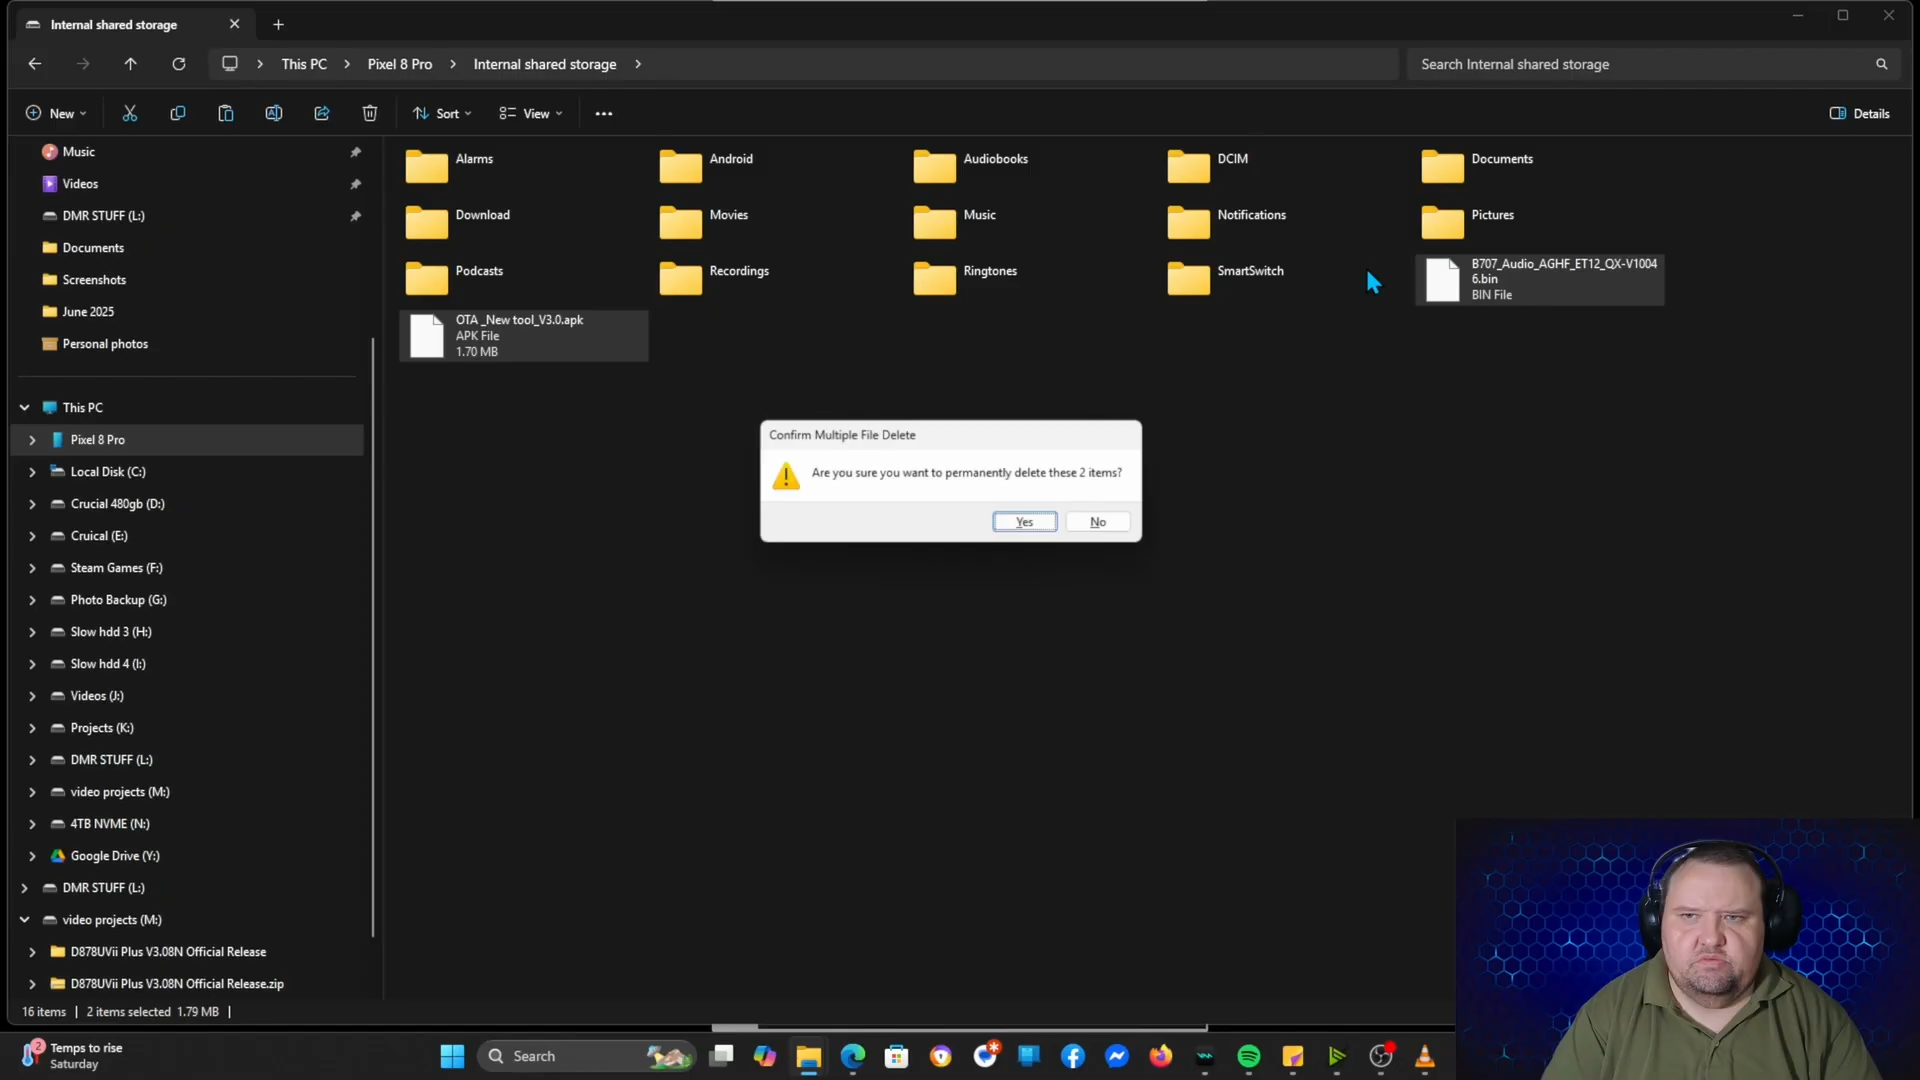 Internal shared storage
This PC
Pixel 8 Pro
Internal shared storage
Search Internal shared storage
New
Sort
View
Details
Music
Videos
DMR STUFF (L:)
Documents
Screenshots
June 2025
Personal photos
This PC
Pixel 8 Pro
Local Disk (C:)
Crucial 480gb (D:)
Cruical (E:)
Steam Games (F:)
Photo Backup (G:)
Slow hdd 3 (H:)
Slow hdd 4 (I:)
Videos (J:)
Projects (K:)
DMR STUFF (L:)
video projects (M:)
4TB NVME (N:)
Google Drive (Y:)
DMR STUFF (L:)
video projects (M:)
D878UVii Plus V3.08N Official Release
D878UVii Plus V3.08N Official Release.zip
Alarms
Android
Audiobooks
DCIM
Documents
Download
Movies
Music
Notifications
Pictures
Podcasts
Recordings
Ringtones
SmartSwitch
B707_Audio_AGHF_ET12_QX-V1004
6.bin
BIN File
OTA _New tool_V3.0.apk
APK File
1.70 MB
Confirm Multiple File Delete
Are you sure you want to permanently delete these 2 items?
Yes
No
16 items
2 items selected 1.79 MB
2
Temps to rise
Saturday
Search